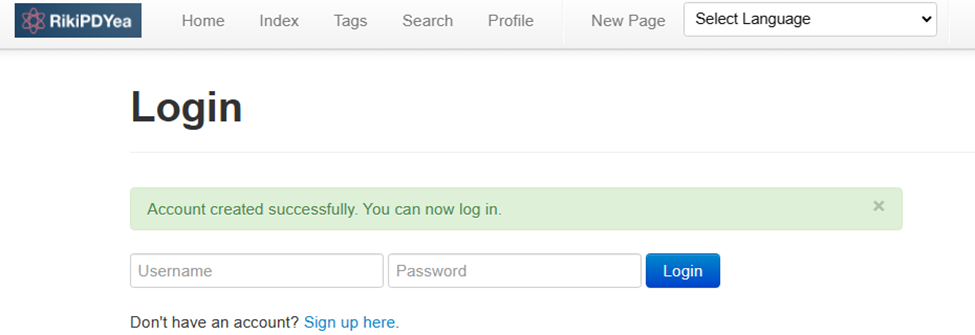 RikiPDYea Home Index Tags Search Profile New Page Select Language
Login
Account created successfully. You can now log in. ×
Username Password Login
Don't have an account? Sign up here.